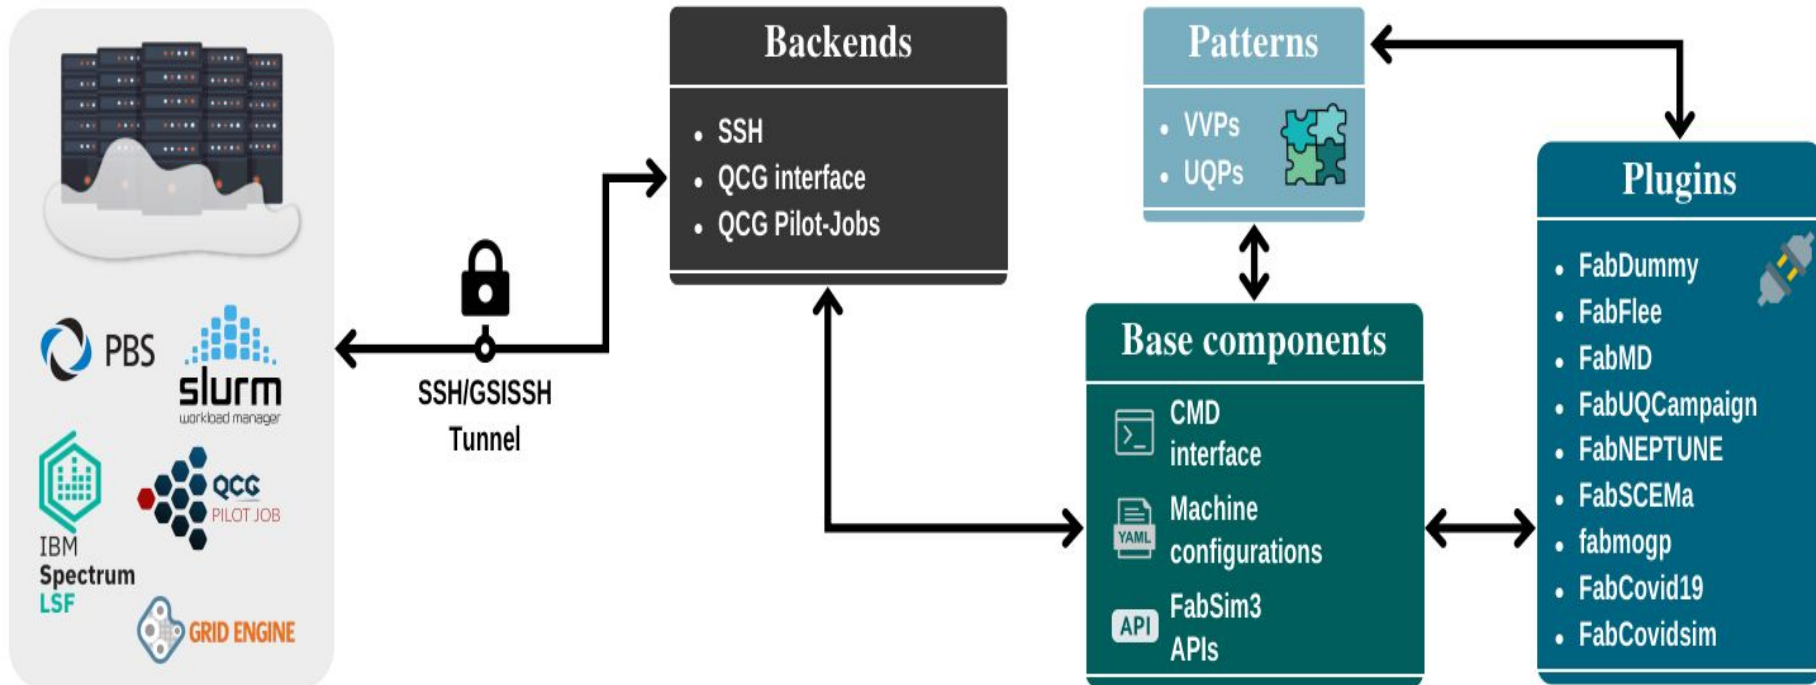 PBS
slurm
workload manager
IBM
Spectrum
LSF
QCG
PILOT JOB
GRID ENGINE
SSH/GSISSH
Tunnel
Backends
• SSH
• QCG interface
• QCG Pilot-Jobs
Patterns
• VVPs
• UQPs
Base components
CMD
interface
YAML
Machine
configurations
API
FabSim3
APIs
Plugins
• FabDummy
• FabFlee
• FabMD
• FabUQCampaign
• FabNEPTUNE
• FabSCEMa
• fabmogp
• FabCovid19
• FabCovidsim